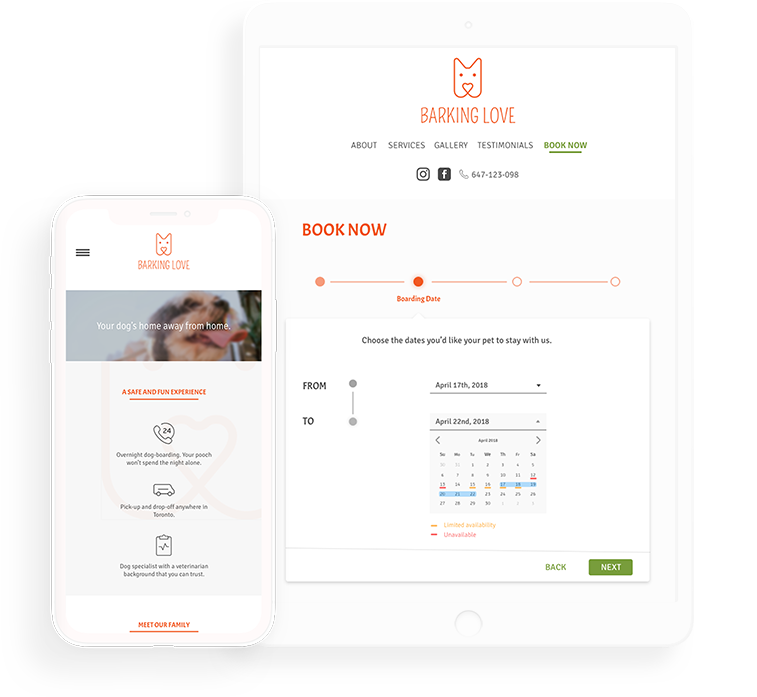 BARKING LOVE
ABOUT SERVICES GALLERY TESTIMONIALS BOOK NOW
647-123-098
BOOK NOW
Boarding Date
Choose the dates you'd like your pet to stay with us.
FROM
April 17th, 2018
TO
April 22nd, 2018
April 2018
Su Mo Tu We Th Fr Sa
30 31 1 2 3 4 5
6 7 8 9 10 11 12
13 14 15 16 17 18 19
20 21 22 23 24 25 26
27 28 29 30
Limited availability
Unavailable
BACK
NEXT
BARKING LOVE
Your dog's home away from home.
A SAFE AND FUN EXPERIENCE
24
Overnight dog-boarding. Your pooch
won't spend the night alone.
Pick-up and drop-off anywhere in
Toronto.
Dog specialist with a veterinarian
background that you can trust.
MEET OUR FAMILY